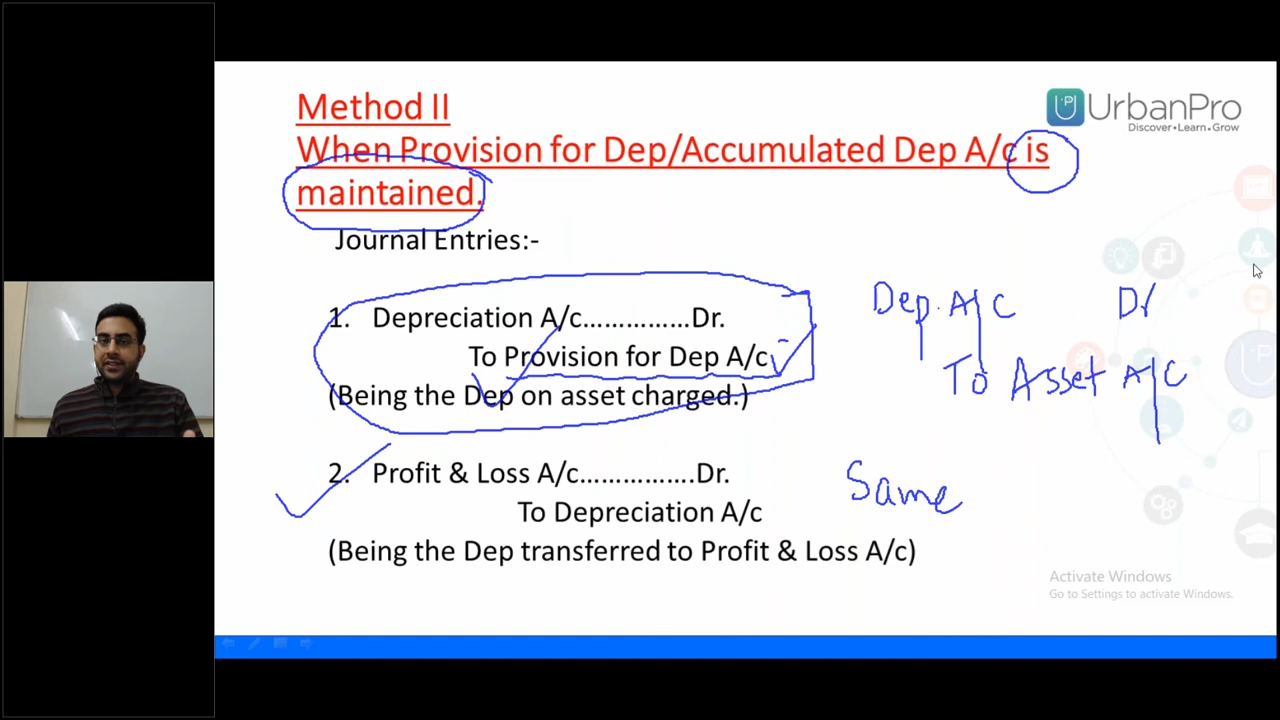 Method II
UrbanPro
Discover•Learn•Grow
When Provision for Dep/Accumulated Dep A/c is
maintained.
Journal Entries:-
1. Depreciation A/c……………Dr.
To Provision for Dep A/c
(Being the Dep on asset charged.)
Dep. A/C Dr
To Asset A/C
2. Profit & Loss A/c…………….Dr.
To Depreciation A/c
(Being the Dep transferred to Profit & Loss A/c)
Same
Activate Windows
Go to Settings to activate Windows.